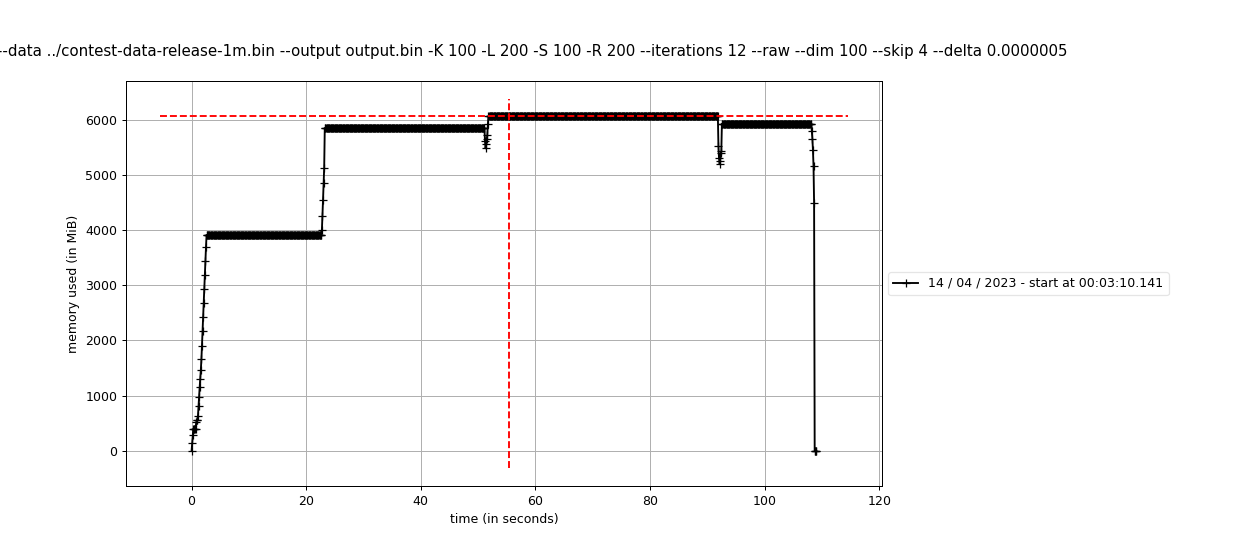 --data ../contest-data-release-1m.bin --output output.bin -K 100 -L 200 -S 100 -R 200 --iterations 12 --raw --dim 100 --skip 4 --delta 0.0000005
6000
5000
4000
3000
2000
1000
0
memory used (in MiB)
0 20 40 60 80 100 120
time (in seconds)
14 / 04 / 2023 - start at 00:03:10.141